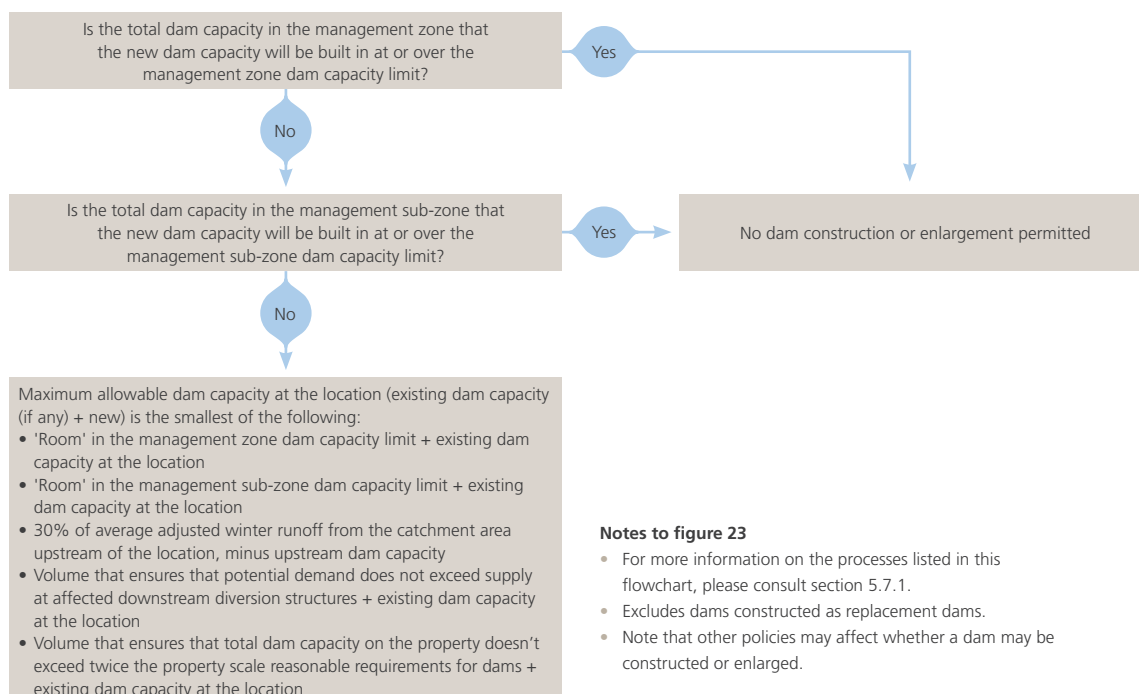 Is the total dam capacity in the management zone that
the new dam capacity will be built in at or over the
management zone dam capacity limit?
Yes
No
Is the total dam capacity in the management sub-zone that
the new dam capacity will be built in at or over the
management sub-zone dam capacity limit?
Yes
No dam construction or enlargement permitted
No
Maximum allowable dam capacity at the location (existing dam capacity
(if any) + new) is the smallest of the following:
• 'Room' in the management zone dam capacity limit + existing dam
capacity at the location
• 'Room' in the management sub-zone dam capacity limit + existing
dam capacity at the location
• 30% of average adjusted winter runoff from the catchment area
upstream of the location, minus upstream dam capacity
• Volume that ensures that potential demand does not exceed supply
at affected downstream diversion structures + existing dam capacity
at the location
• Volume that ensures that total dam capacity on the property doesn't
exceed twice the property scale reasonable requirements for dams +
existing dam capacity at the location
Notes to figure 23
• For more information on the processes listed in this
flowchart, please consult section 5.7.1.
• Excludes dams constructed as replacement dams.
• Note that other policies may affect whether a dam may be
constructed or enlarged.